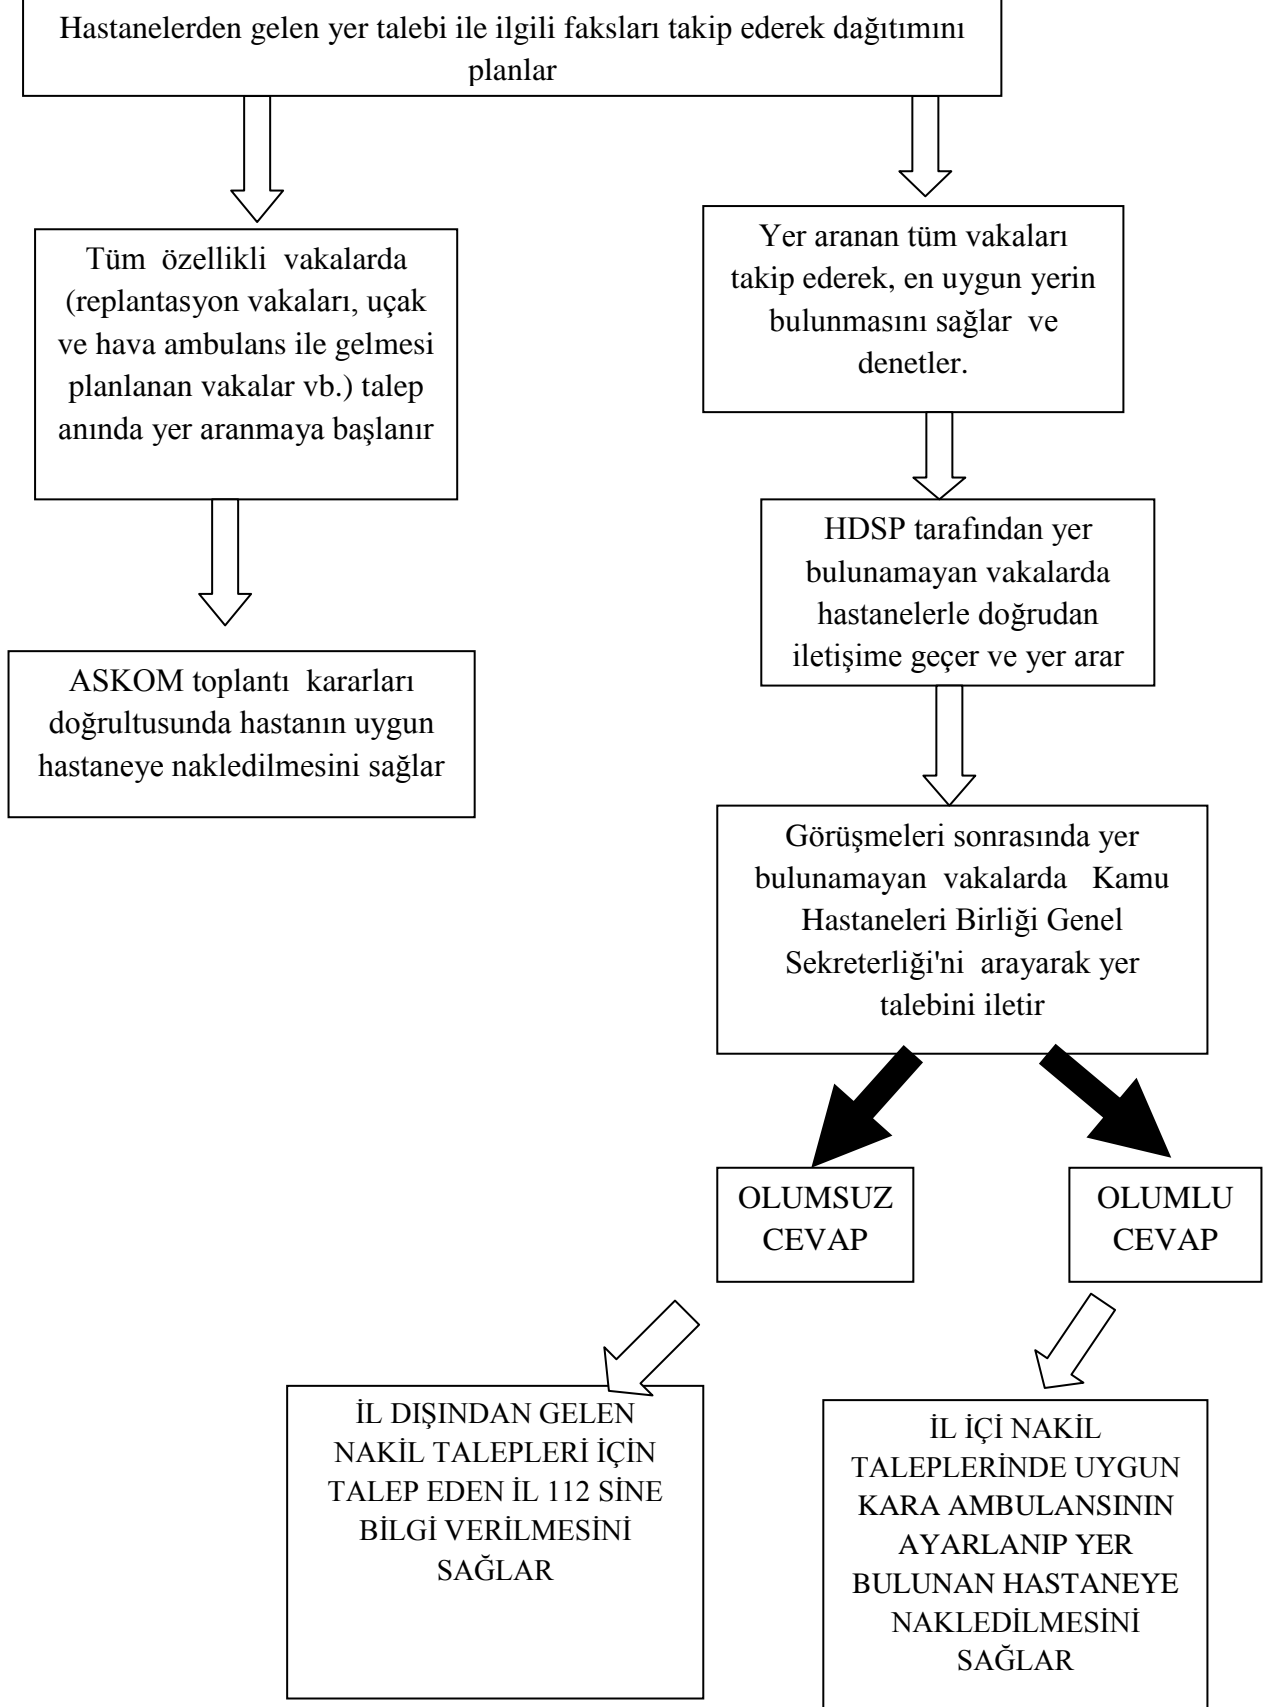 Hastanelerden gelen yer talebi ile ilgili faksları takip ederek dağıtımını
planlar
Tüm özellikli vakalarda
(replantasyon vakaları, uçak
ve hava ambulans ile gelmesi
planlanan vakalar vb.) talep
anında yer aranmaya başlanır
ASKOM toplantı kararları
doğrultusunda hastanın uygun
hastaneye nakledilmesini sağlar
Yer aranan tüm vakaları
takip ederek, en uygun yerin
bulunmasını sağlar ve
denetler.
HDSP tarafından yer
bulunamayan vakalarda
hastanelerle doğrudan
iletişime geçer ve yer arar
Görüşmeleri sonrasında yer
bulunamayan vakalarda Kamu
Hastaneleri Birliği Genel
Sekreterliği'ni arayarak yer
talebini iletir
OLUMSUZ
CEVAP
OLUMLU
CEVAP
İL DIŞINDAN GELEN
NAKİL TALEPLERİ İÇİN
TALEP EDEN İL 112 SİNE
BİLGİ VERİLMESİNİ
SAĞLAR
İL İÇİ NAKİL
TALEPLERİNDE UYGUN
KARA AMBULANSININ
AYARLANIP YER
BULUNAN HASTANEYE
NAKLEDİLMESİNİ
SAĞLAR